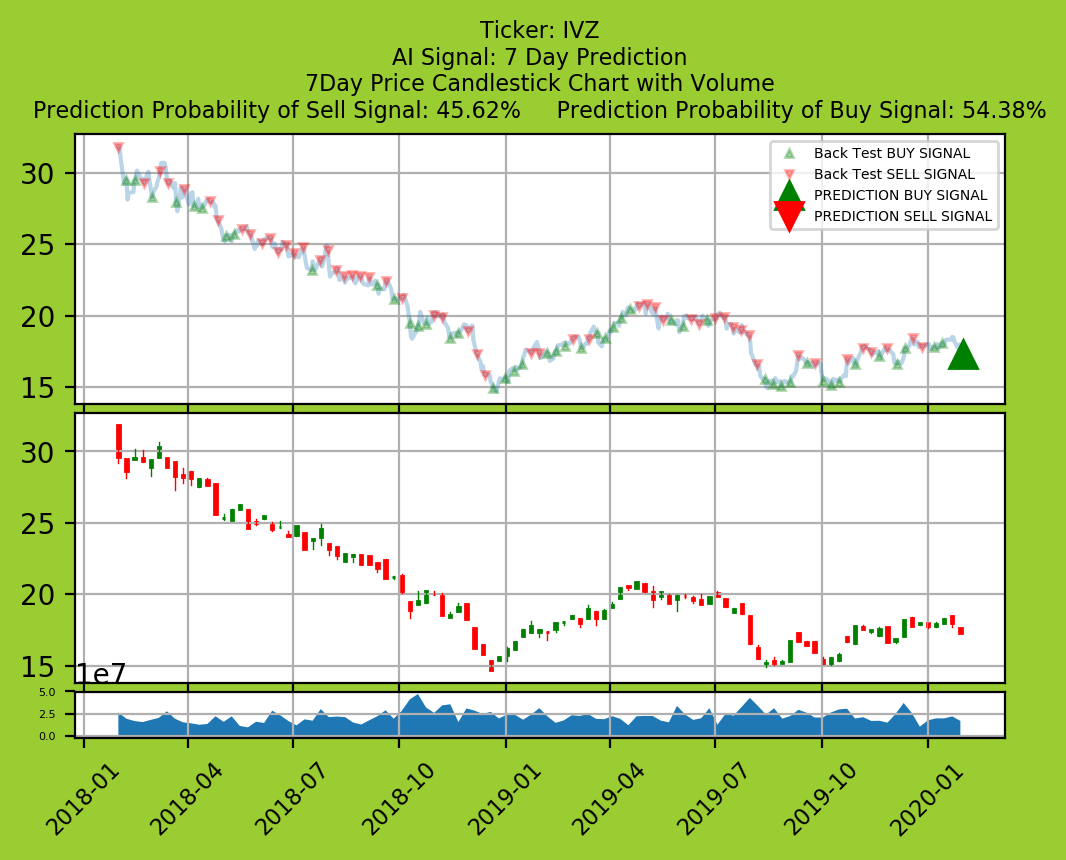 Ticker: IVZ
AI Signal: 7 Day Prediction
7Day Price Candlestick Chart with Volume
Prediction Probability of Sell Signal: 45.62%     Prediction Probability of Buy Signal: 54.38%
Back Test BUY SIGNAL
Back Test SELL SIGNAL
PREDICTION BUY SIGNAL
PREDICTION SELL SIGNAL
30
25
20
15
30
25
20
15
1e7
5.0
2.5
0.0
2018-01
2018-04
2018-07
2018-10
2019-01
2019-04
2019-07
2019-10
2020-01